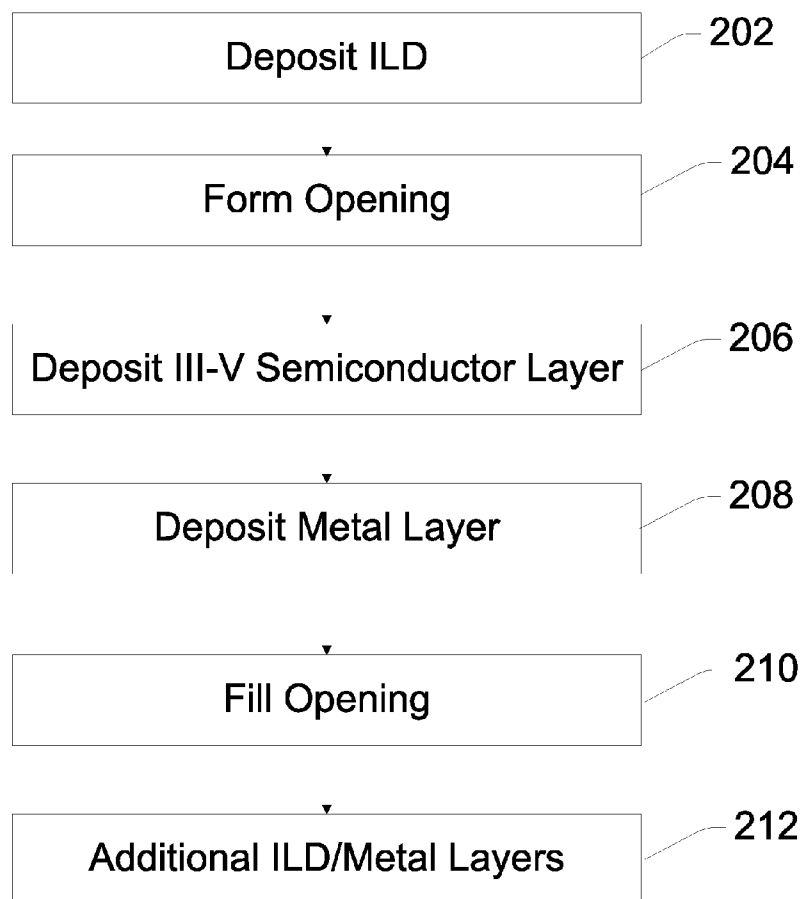 Deposit ILD
202
Form Opening
204
Deposit III-V Semiconductor Layer
206
Deposit Metal Layer
208
Fill Opening
210
Additional ILD/Metal Layers
212